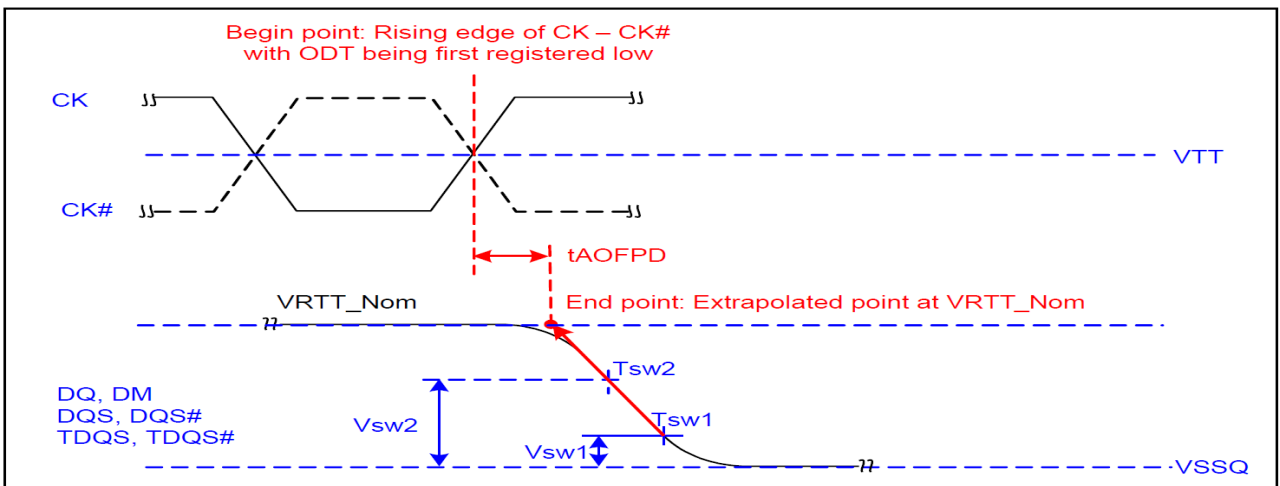 Begin point: Rising edge of CK – CK#
with ODT being first registered low
CK
VTT
CK#
tAOFPD
VRTT_Nom
End point: Extrapolated point at VRTT_Nom
Tsw2
DQ, DM
DQS, DQS#
TDQS, TDQS#
Vsw2
Tsw1
Vsw1
VSSQ